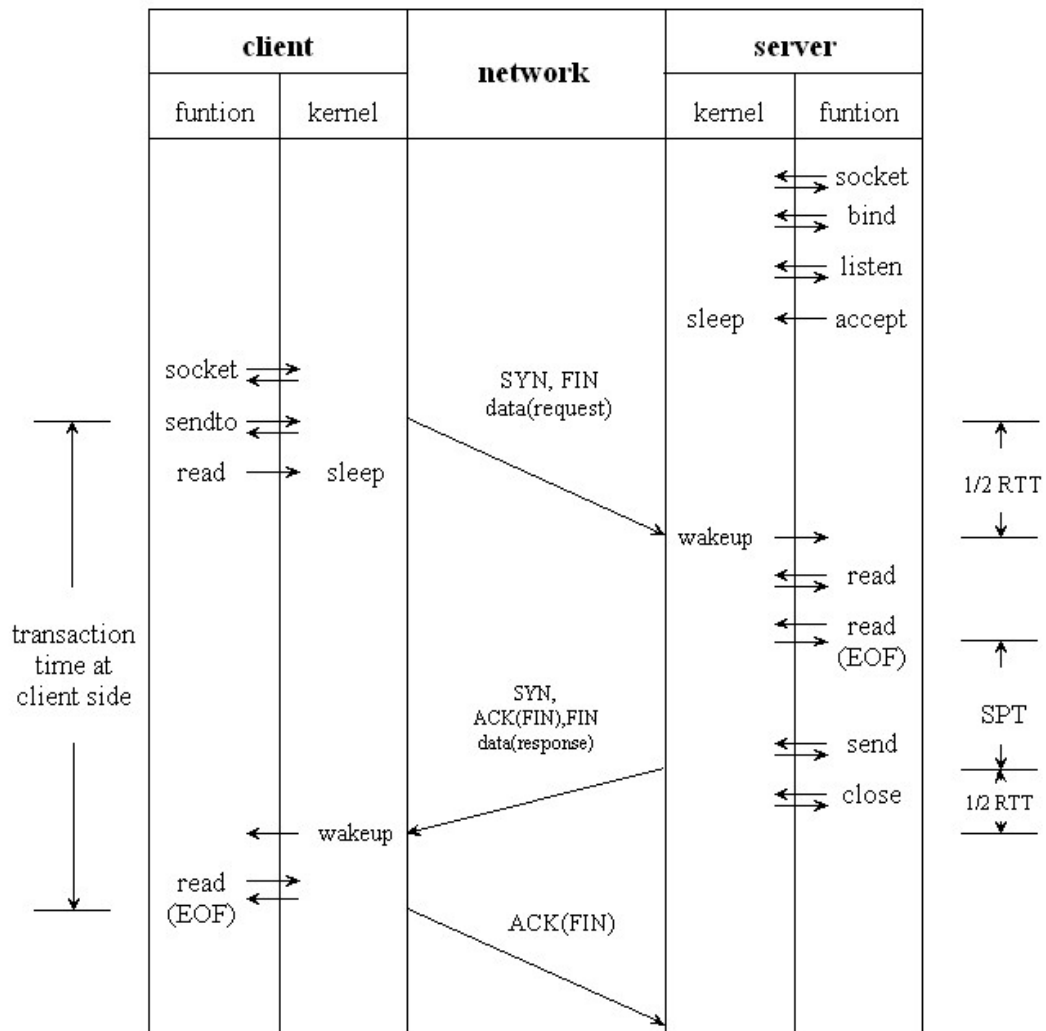 client
network
server
funtion
kernel
kernel
funtion
socket
bind
listen
sleep
accept
socket
SYN, FIN
data(request)
sendto
read
sleep
1/2 RTT
wakeup
read
read
(EOF)
transaction
time at
client side
SYN,
ACK(FIN),FIN
data(response)
SPT
send
close
1/2 RTT
wakeup
read
(EOF)
ACK(FIN)